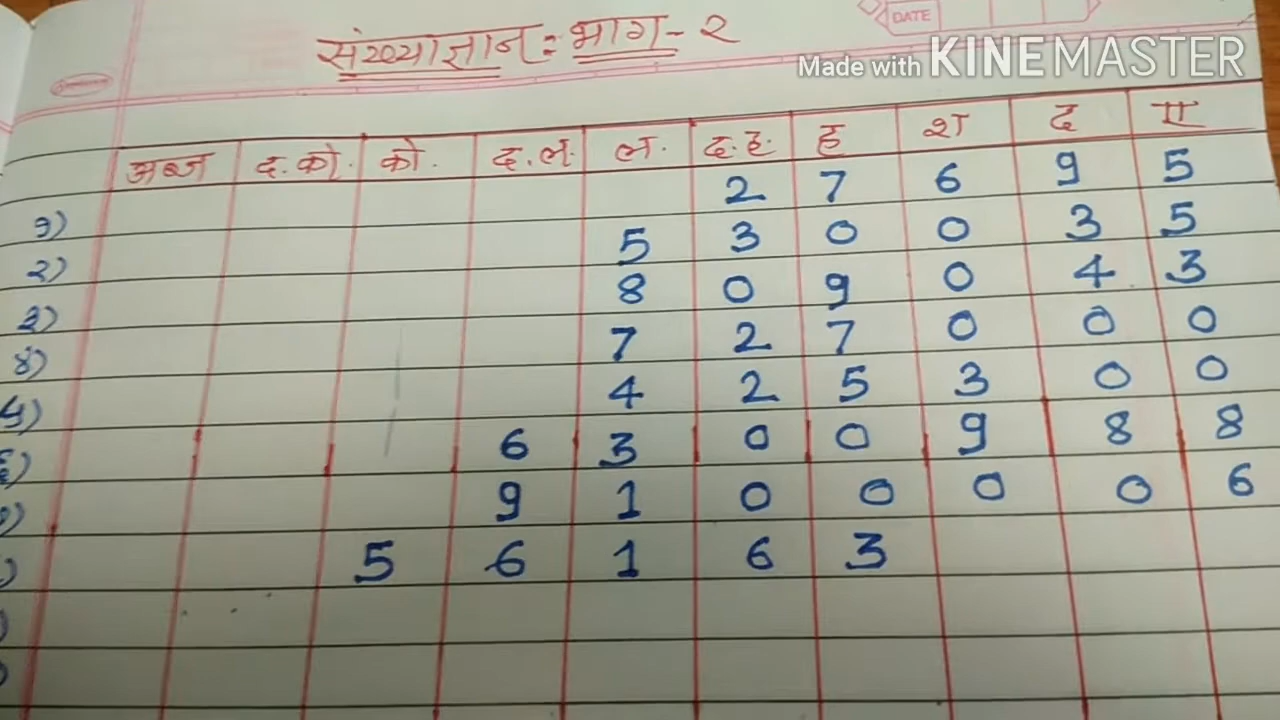 DATE
संख्याज्ञान : भाग - २
Made with KINEMASTER
अब्ज द.को. को. द.ल. ल. द.ह. ह श द ए
2 7 6 9 5
१) 5 3 0 0 3 5
२) 8 0 9 0 4 3
३) 7 2 7 0 0 0
४) 4 2 5 3 0 0
५) 6 3 0 0 9 8 8
६) 9 1 0 0 0 0 6
5 6 1 6 3